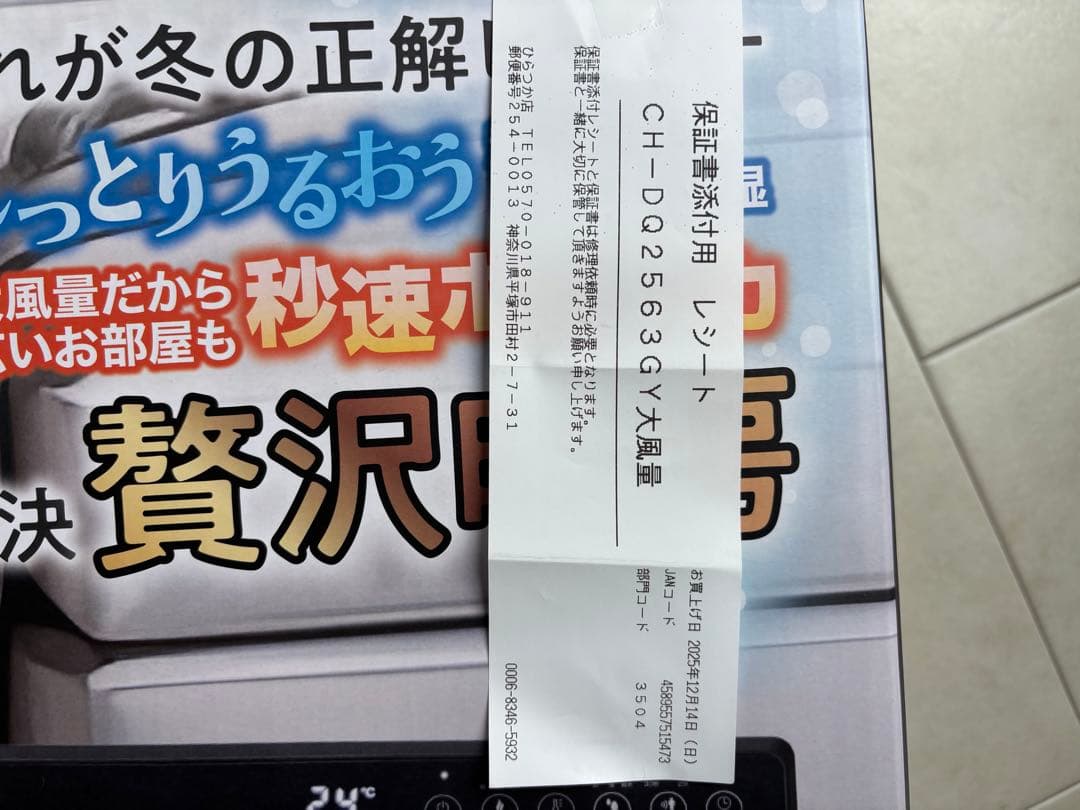 れが冬の正解
っとりうるおう
風量だから
いお部屋も
秒速
決
贅沢
24℃
保証書添付用 レシート
CH-DQ2563GY大風量
保証書添付レシートと保証書は修理依頼時に必要となります。
保証書と一緒に大切に保管して頂きますようお願い申し上げます。
ひらつか店 TEL0570-018-911
郵便番号254-0013 神奈川県平塚市田村2-7-31
お買上げ日 2025年12月14日(日)
JANコード 4589557515473
部門コード 3504
0006-8346-5932